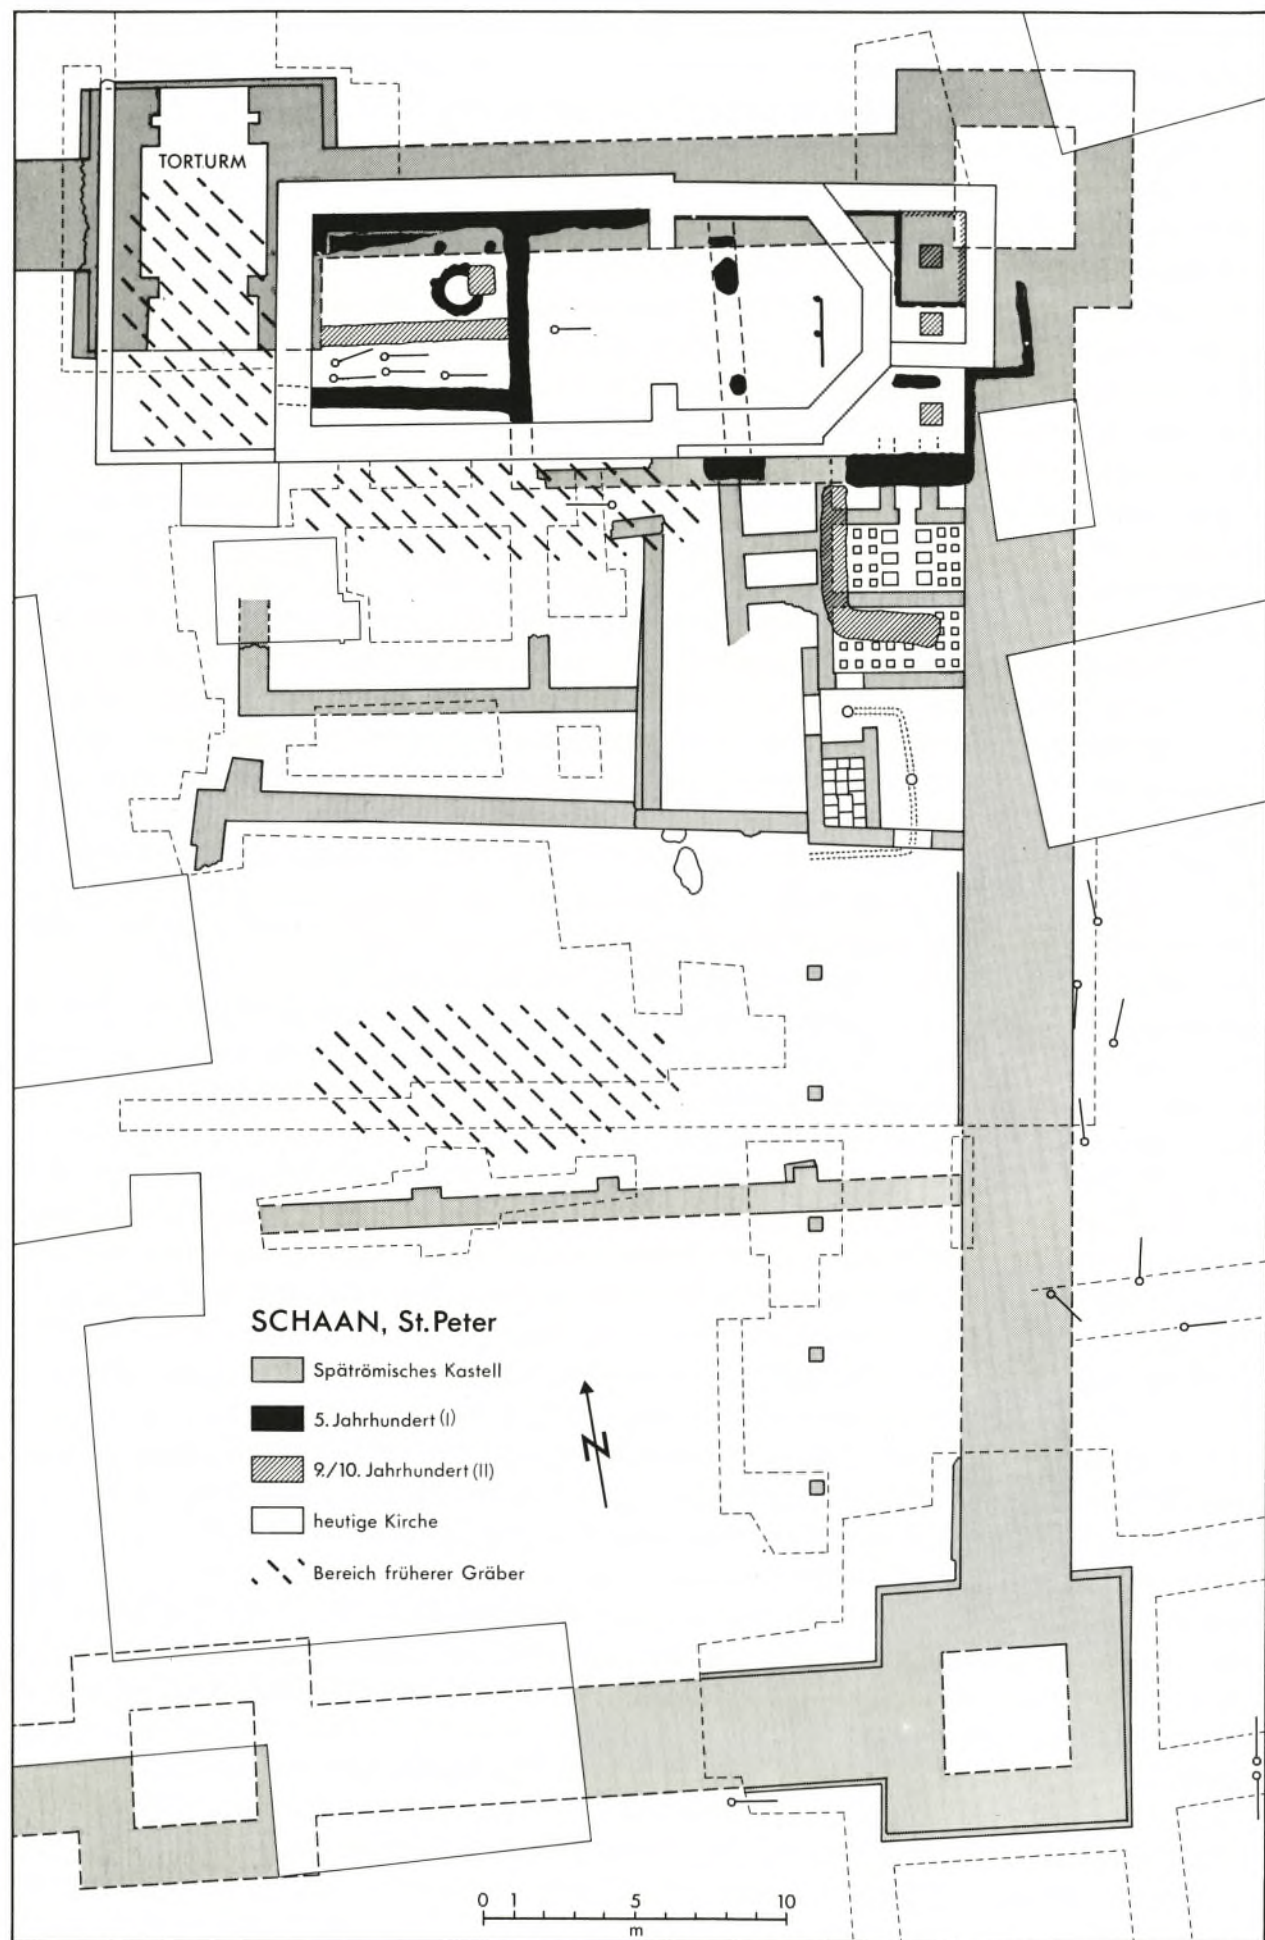 TORTURM
SCHAAN, St.Peter
Spätrömisches Kastell
5. Jahrhundert (I)
9./10. Jahrhundert (II)
heutige Kirche
Bereich früherer Gräber
N
0 1 5 10
m